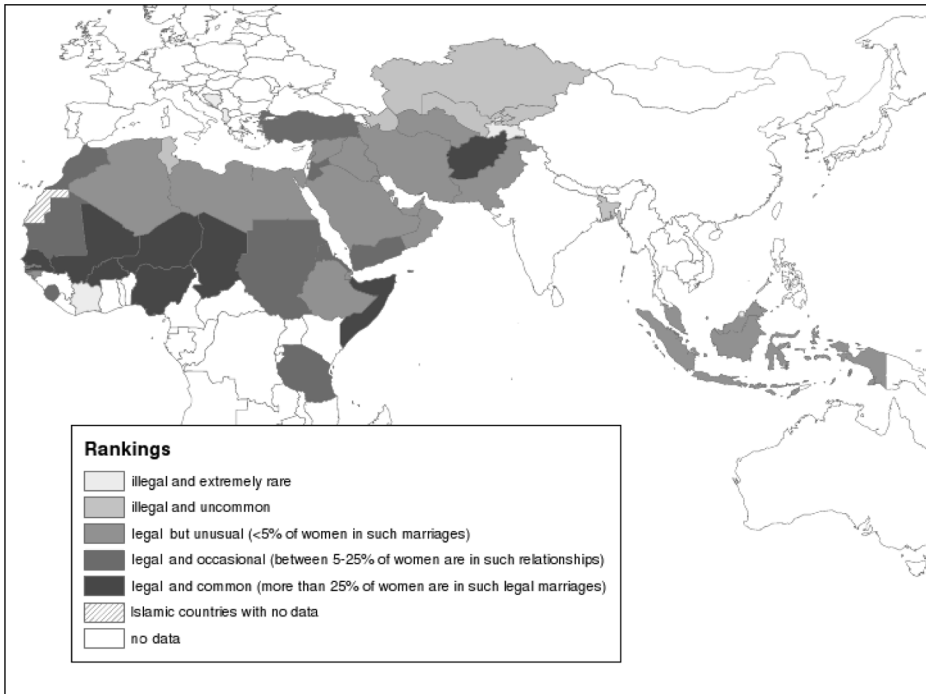 Rankings
illegal and extremely rare
illegal and uncommon
legal but unusual (<5% of women in such marriages)
legal and occasional (between 5-25% of women are in such relationships)
legal and common (more than 25% of women are in such legal marriages)
Islamic countries with no data
no data